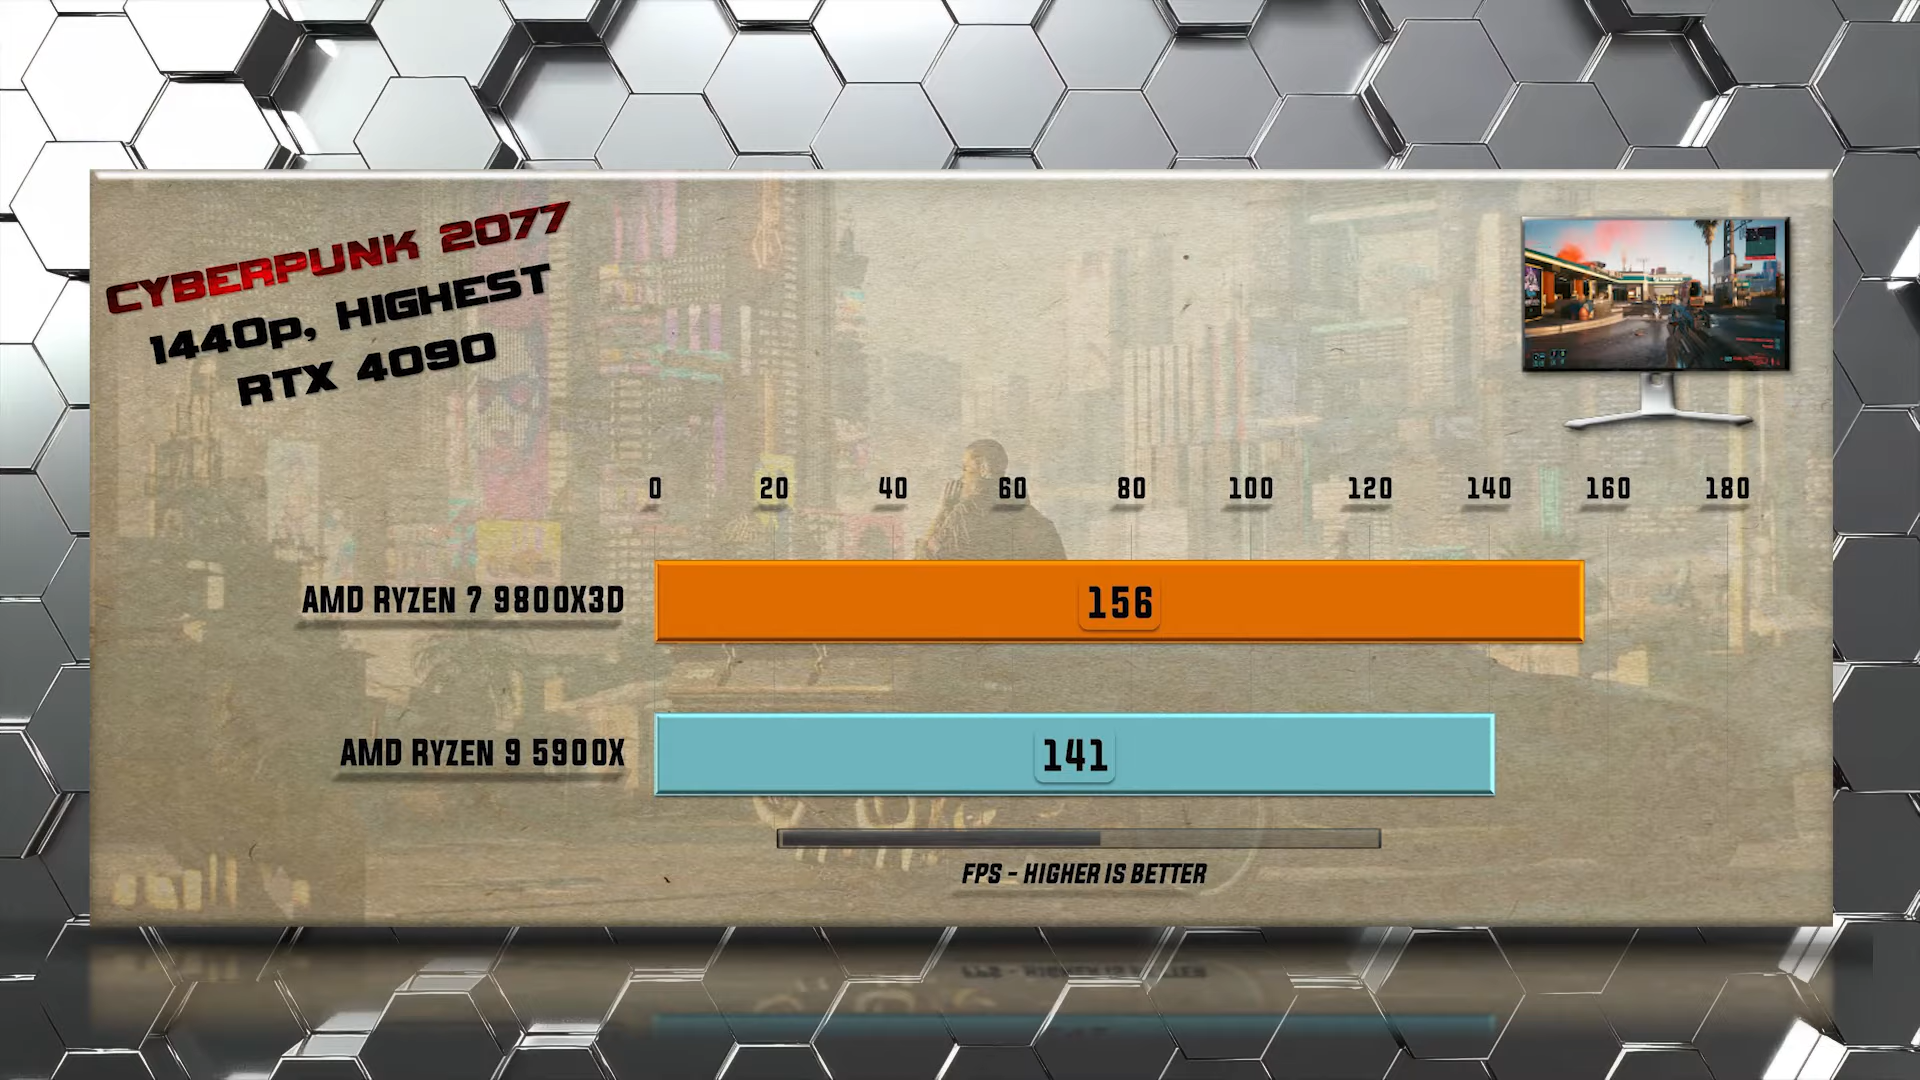 CYBERPUNK 2077
1440p, HIGHEST
RTX 4090
0 20 40 60 80 100 120 140 160 180
AMD RYZEN 7 9800X3D
156
AMD RYZEN 9 5900X
141
FPS - HIGHER IS BETTER